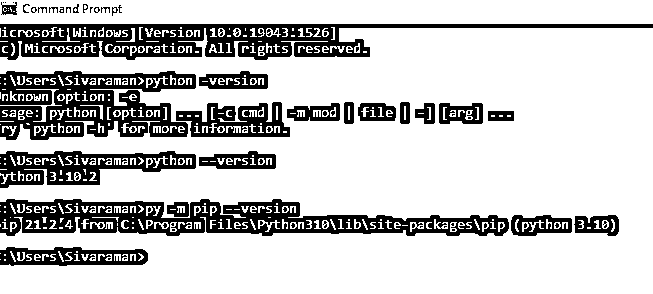 Command Prompt
icrosoft Windows [Version 10.0.19043.1526]
c) Microsoft Corporation. All rights reserved.
:\Users\Sivaraman>python -version
nknown option: -e
sage: python [option] ... [-c cmd | -m mod | file | -] [arg] ...
ry `python -h' for more information.
:\Users\Sivaraman>python --version
ython 3.10.2
:\Users\Sivaraman>py -m pip --version
ip 21.2.4 from C:\Program Files\Python310\lib\site-packages\pip (python 3.10)
:\Users\Sivaraman>